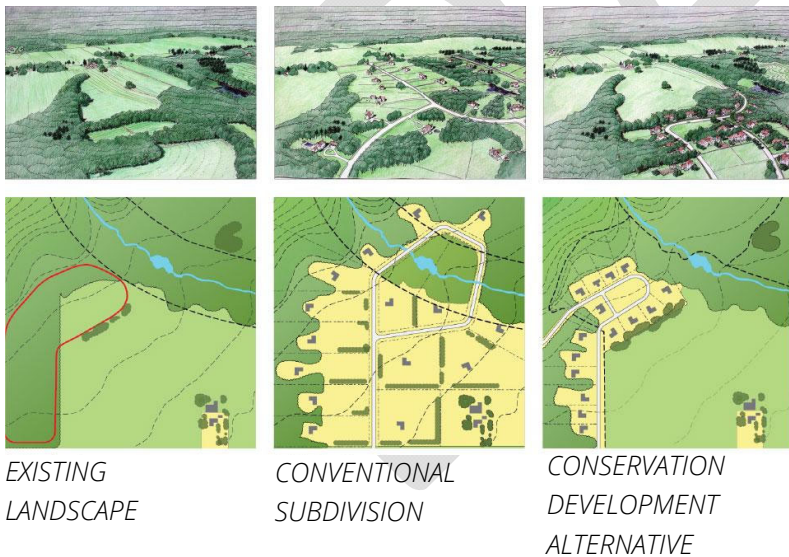 EXISTING
LANDSCAPE
CONVENTIONAL
SUBDIVISION
CONSERVATION
DEVELOPMENT
ALTERNATIVE